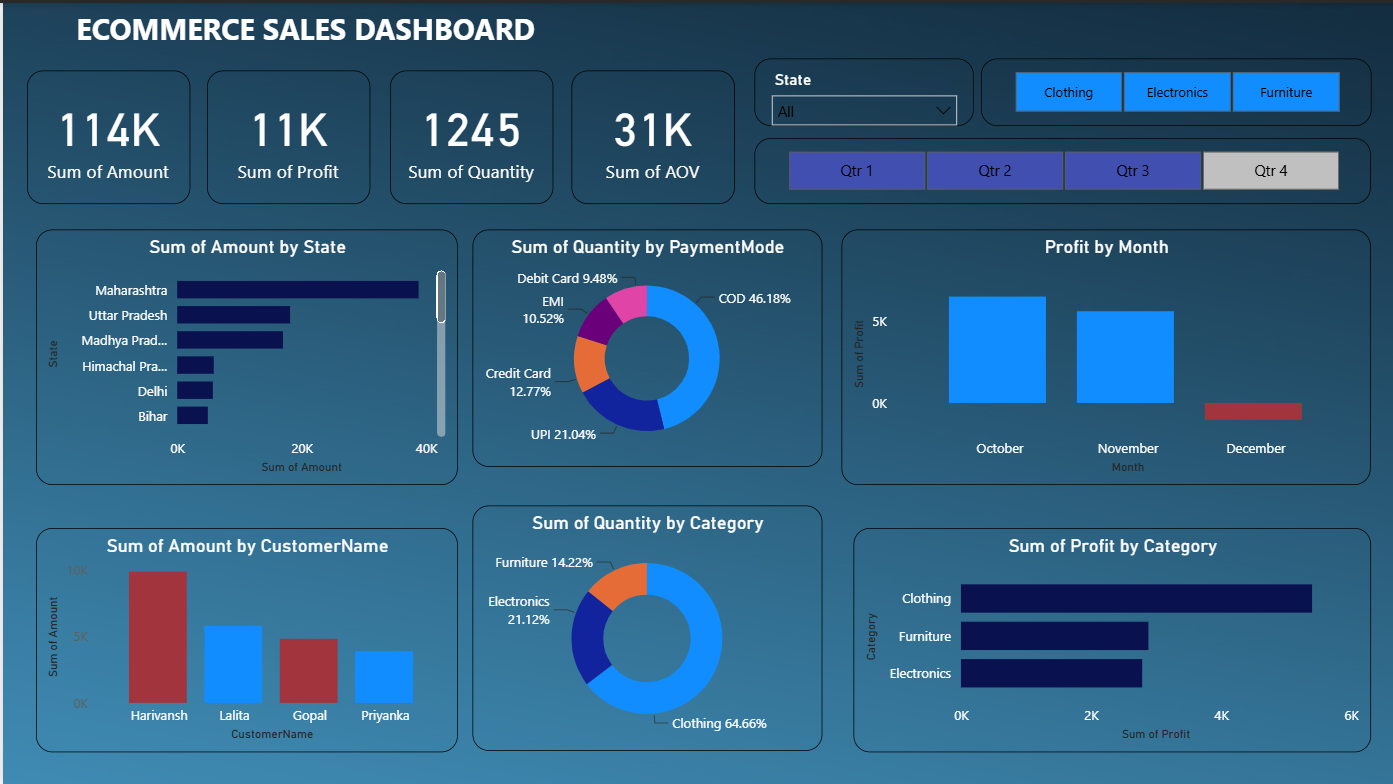 ECOMMERCE SALES DASHBOARD
114K
Sum of Amount
11K
Sum of Profit
1245
Sum of Quantity
31K
Sum of AOV
State
All
Clothing
Electronics
Furniture
Qtr 1
Qtr 2
Qtr 3
Qtr 4
Sum of Amount by State
State
Maharashtra
Uttar Pradesh
Madhya Prad...
Himachal Pra...
Delhi
Bihar
0K
20K
40K
Sum of Amount
Sum of Quantity by PaymentMode
Debit Card 9.48%
COD 46.18%
EMI
10.52%
Credit Card
12.77%
UPI 21.04%
Profit by Month
Sum of Profit
5K
0K
October
November
December
Month
Sum of Amount by CustomerName
Sum of Amount
10K
5K
0K
Harivansh
Lalita
Gopal
Priyanka
CustomerName
Sum of Quantity by Category
Furniture 14.22%
Electronics
21.12%
Clothing 64.66%
Sum of Profit by Category
Category
Clothing
Furniture
Electronics
0K
2K
4K
6K
Sum of Profit